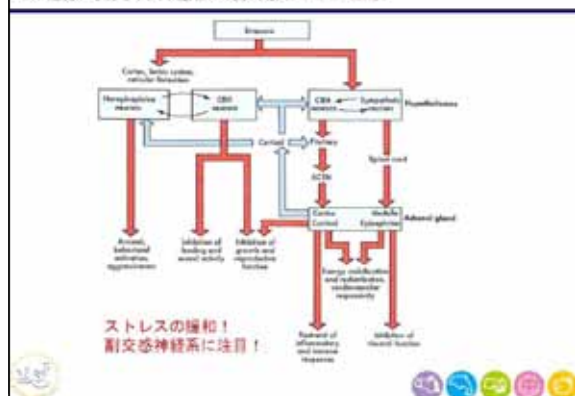 Stressor
Cortex, limbic system,
reticular formation
Norepinephrine
neurons
CRH
neurons
CRH
neurons
Sympathetic
neurons
Hypothalamus
Cortisol
Pituitary
Spinal cord
ACTH
Cortex
Cortisol
Medulla
Epinephrine
Adrenal gland
Arousal,
behavioral
activation,
aggressiveness
Inhibition of
feeding and
sexual activity
Inhibition of
growth and
reproductive
function
Energy mobilization
and redistribution,
cardiovascular
responsivity
Restraint of
inflammatory
and immune
responses
Inhibition of
visceral function
ストレスの緩和！
副交感神経系に注目！